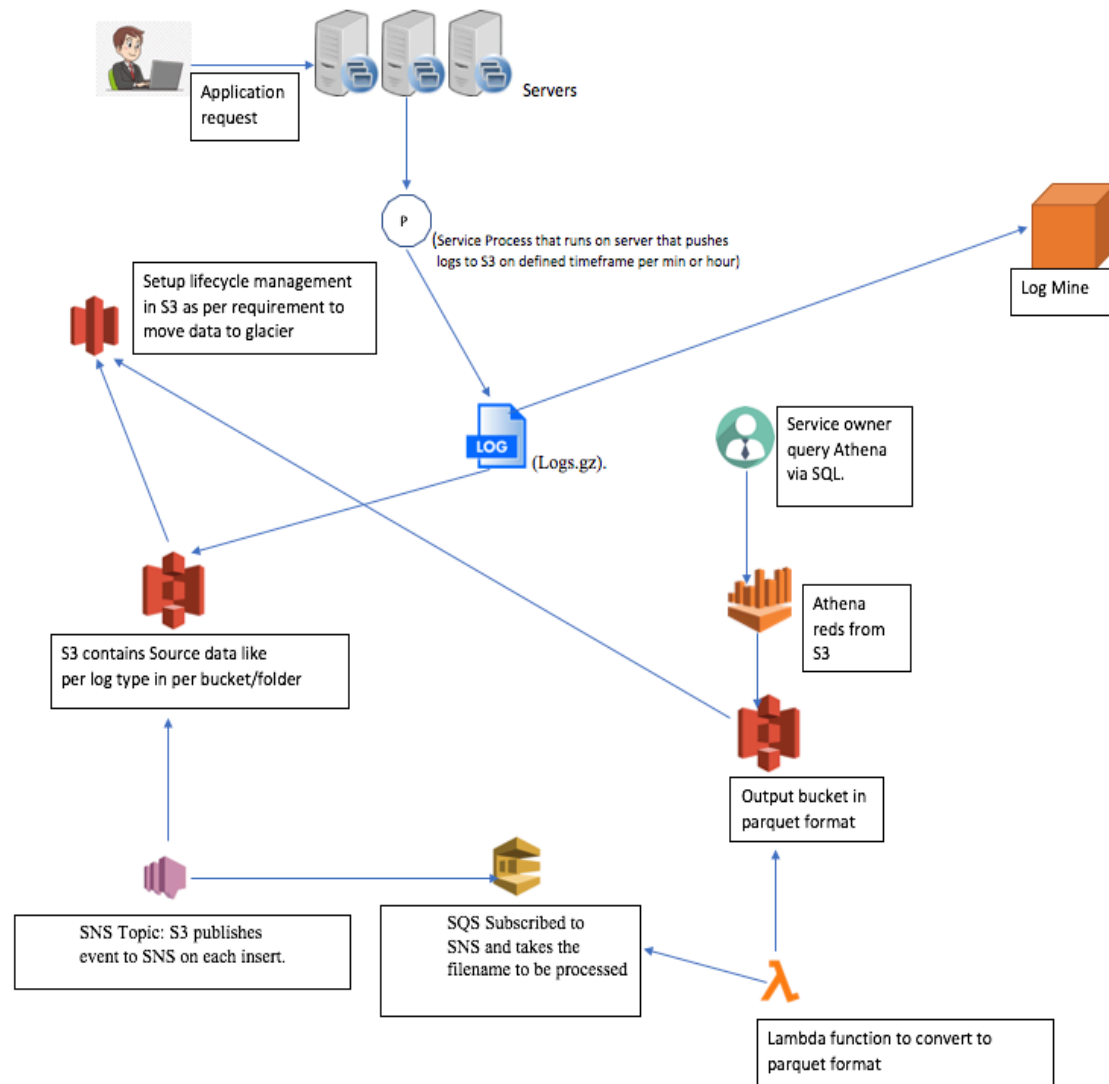 Application
request
Servers
P
(Service Process that runs on server that pushes
logs to S3 on defined timeframe per min or hour)
Setup lifecycle management
in S3 as per requirement to
move data to glacier
Log Mine
LOG
(Logs.gz).
Service owner
query Athena
via SQL.
Athena
reds from
S3
S3 contains Source data like
per log type in per bucket/folder
Output bucket in
parquet format
SNS Topic: S3 publishes
event to SNS on each insert.
SQS Subscribed to
SNS and takes the
filename to be processed
λ
Lambda function to convert to
parquet format